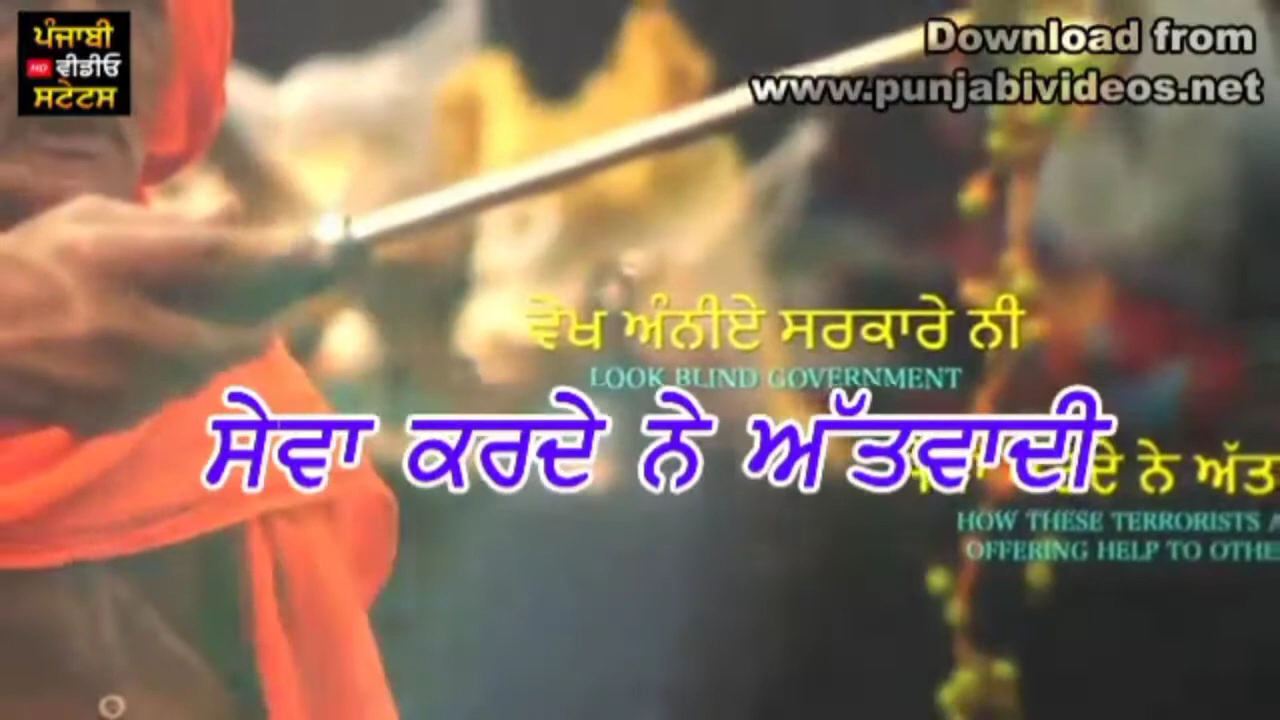 ਪੰਜਾਬੀ
HD ਵੀਡੀਓ
ਸਟੇਟਸ
Download from
www.punjabivideos.net
ਵੇਖ ਅੰਨੀਏ ਸਰਕਾਰੇ ਨੀ
LOOK BLIND GOVERNMENT
ਸੇਵਾ ਕਰਦੇ ਨੇ ਅੱਤਵਾਦੀ
ਨੇ
HOW THESE TERRORISTS
OFFERING HELP TO